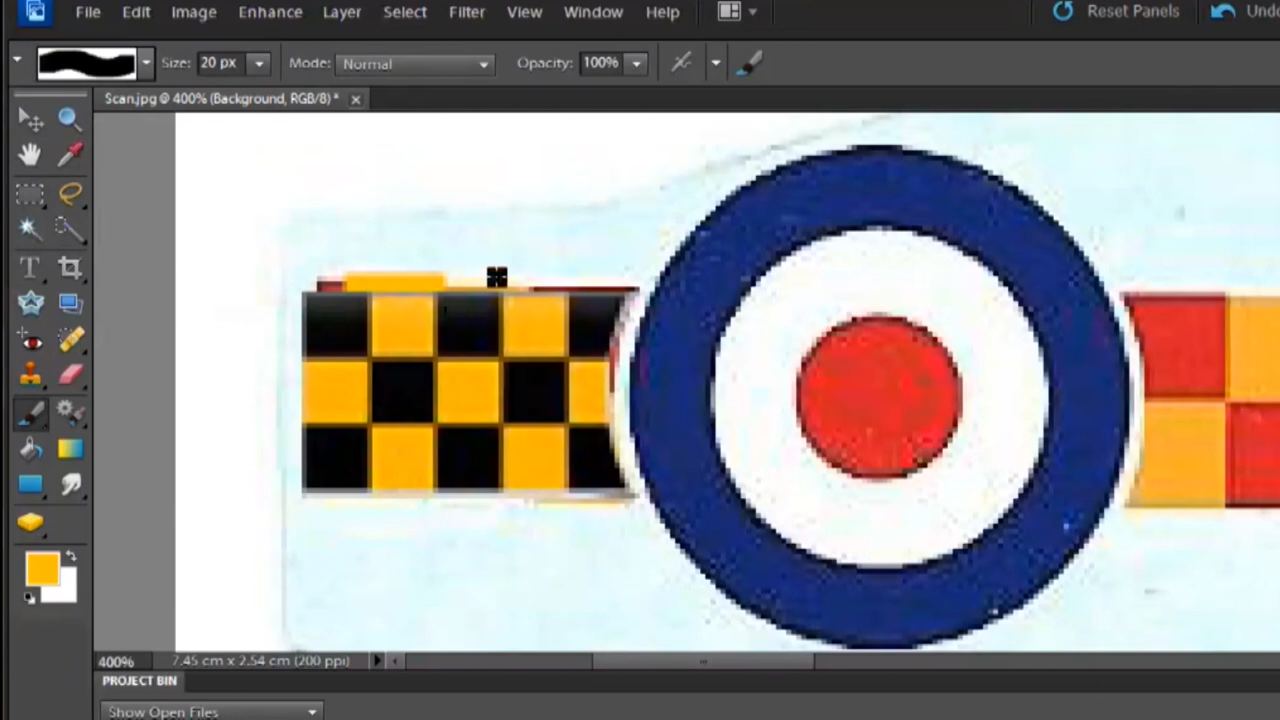 File Edit Image Enhance Layer Select Filter View Window Help Reset Panels
Size: 20 px Mode: Normal Opacity: 100%
Scan.jpg @ 400% (Background, RGB/8) *
400% 7.45 cm x 2.54 cm (200 ppi)
PROJECT BIN
Show Open Files